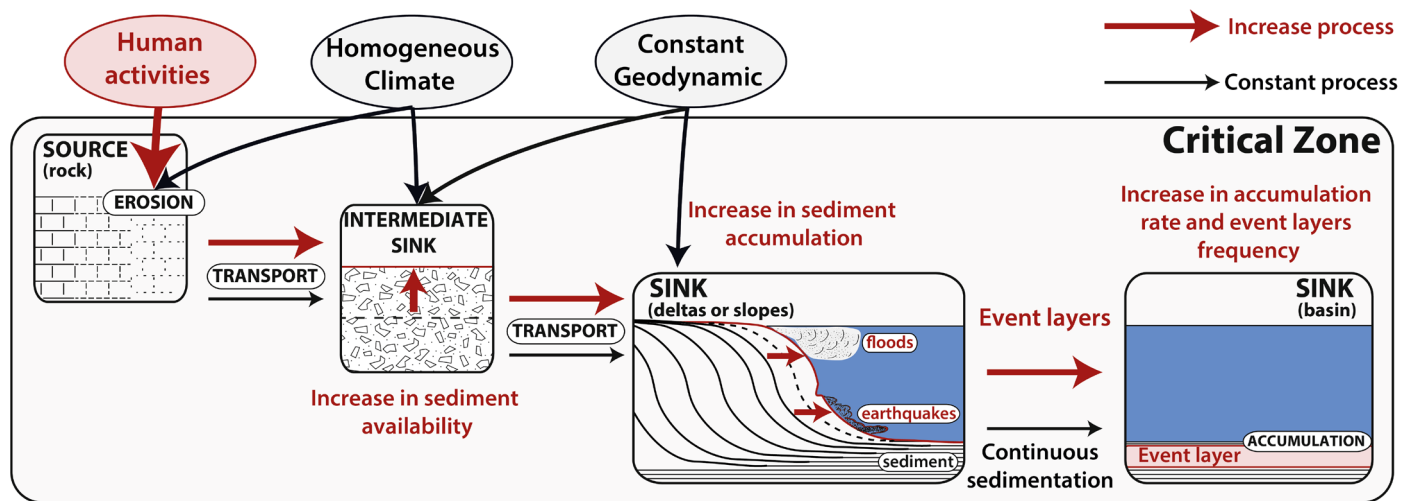 Human
activities
Homogeneous
Climate
Constant
Geodynamic
Increase process
Constant process
Critical Zone
SOURCE
(rock)
EROSION
TRANSPORT
INTERMEDIATE
SINK
Increase in sediment
availability
TRANSPORT
Increase in sediment
accumulation
SINK
(deltas or slopes)
floods
earthquakes
sediment
Event layers
Continuous
sedimentation
Increase in accumulation
rate and event layers
frequency
SINK
(basin)
ACCUMULATION
Event layer